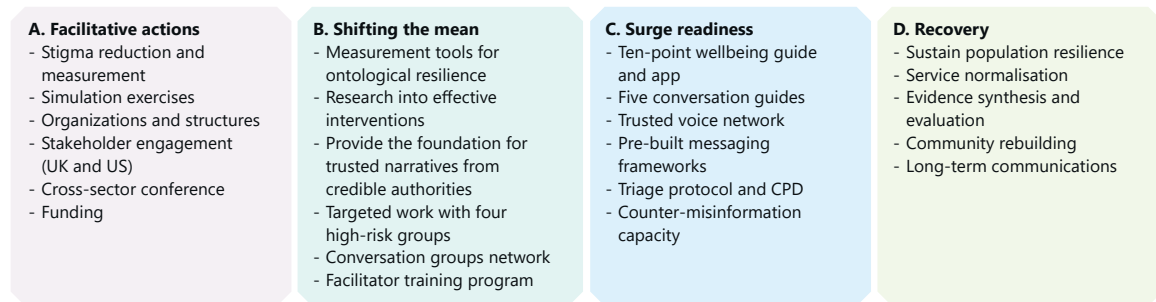 A. Facilitative actions
- Stigma reduction and
measurement
- Simulation exercises
- Organizations and structures
- Stakeholder engagement
(UK and US)
- Cross-sector conference
- Funding
B. Shifting the mean
- Measurement tools for
ontological resilience
- Research into effective
interventions
- Provide the foundation for
trusted narratives from
credible authorities
- Targeted work with four
high-risk groups
- Conversation groups network
- Facilitator training program
C. Surge readiness
- Ten-point wellbeing guide
and app
- Five conversation guides
- Trusted voice network
- Pre-built messaging
frameworks
- Triage protocol and CPD
- Counter-misinformation
capacity
D. Recovery
- Sustain population resilience
- Service normalisation
- Evidence synthesis and
evaluation
- Community rebuilding
- Long-term communications